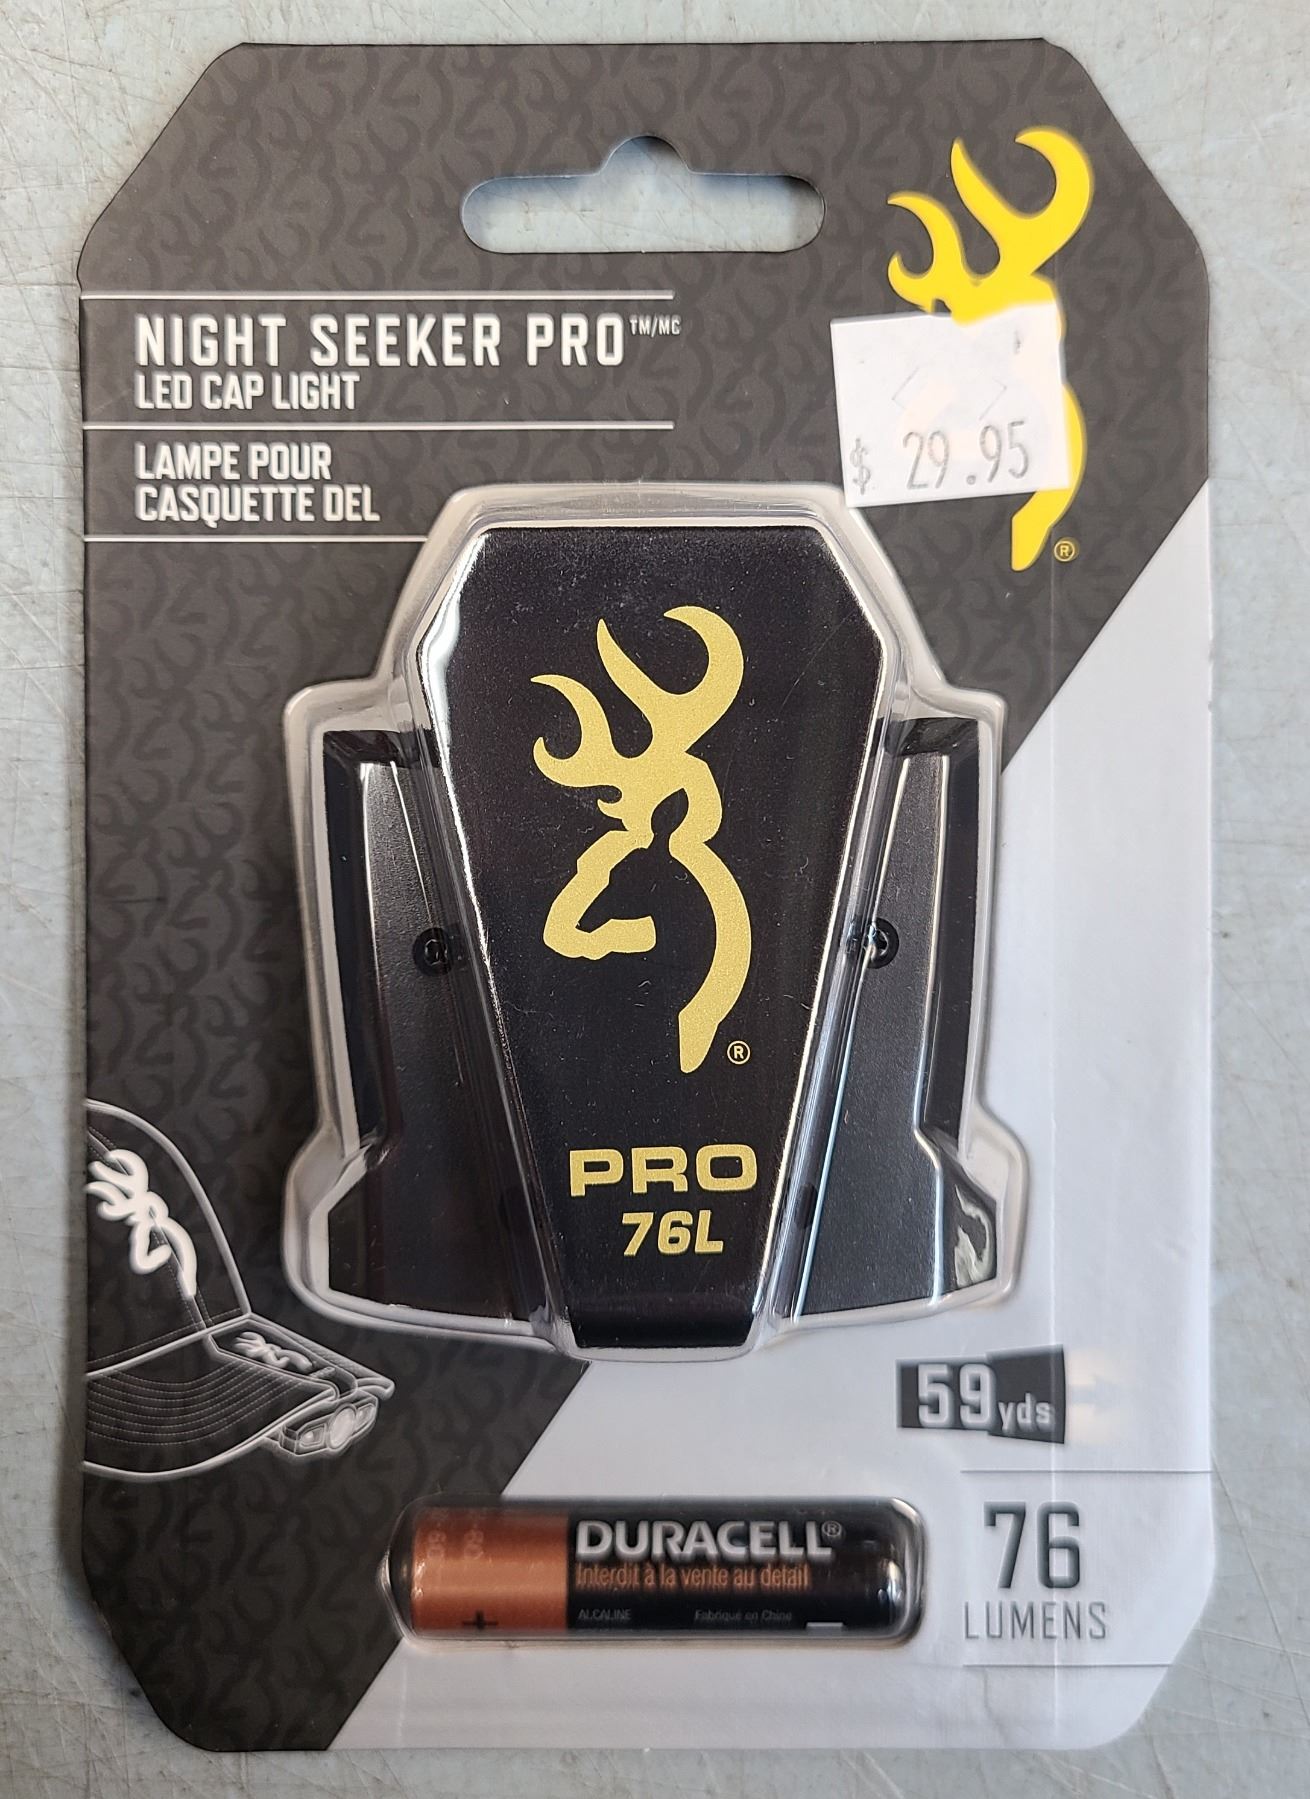 NIGHT SEEKER PRO™/MC
LED CAP LIGHT
LAMPE POUR
CASQUETTE DEL
$ 29.95
®
®
PRO
76L
59yds
76
LUMENS
DURACELL®
Interdit à la vente au détail
ALCALINE Fabriqué en Chine
+ -